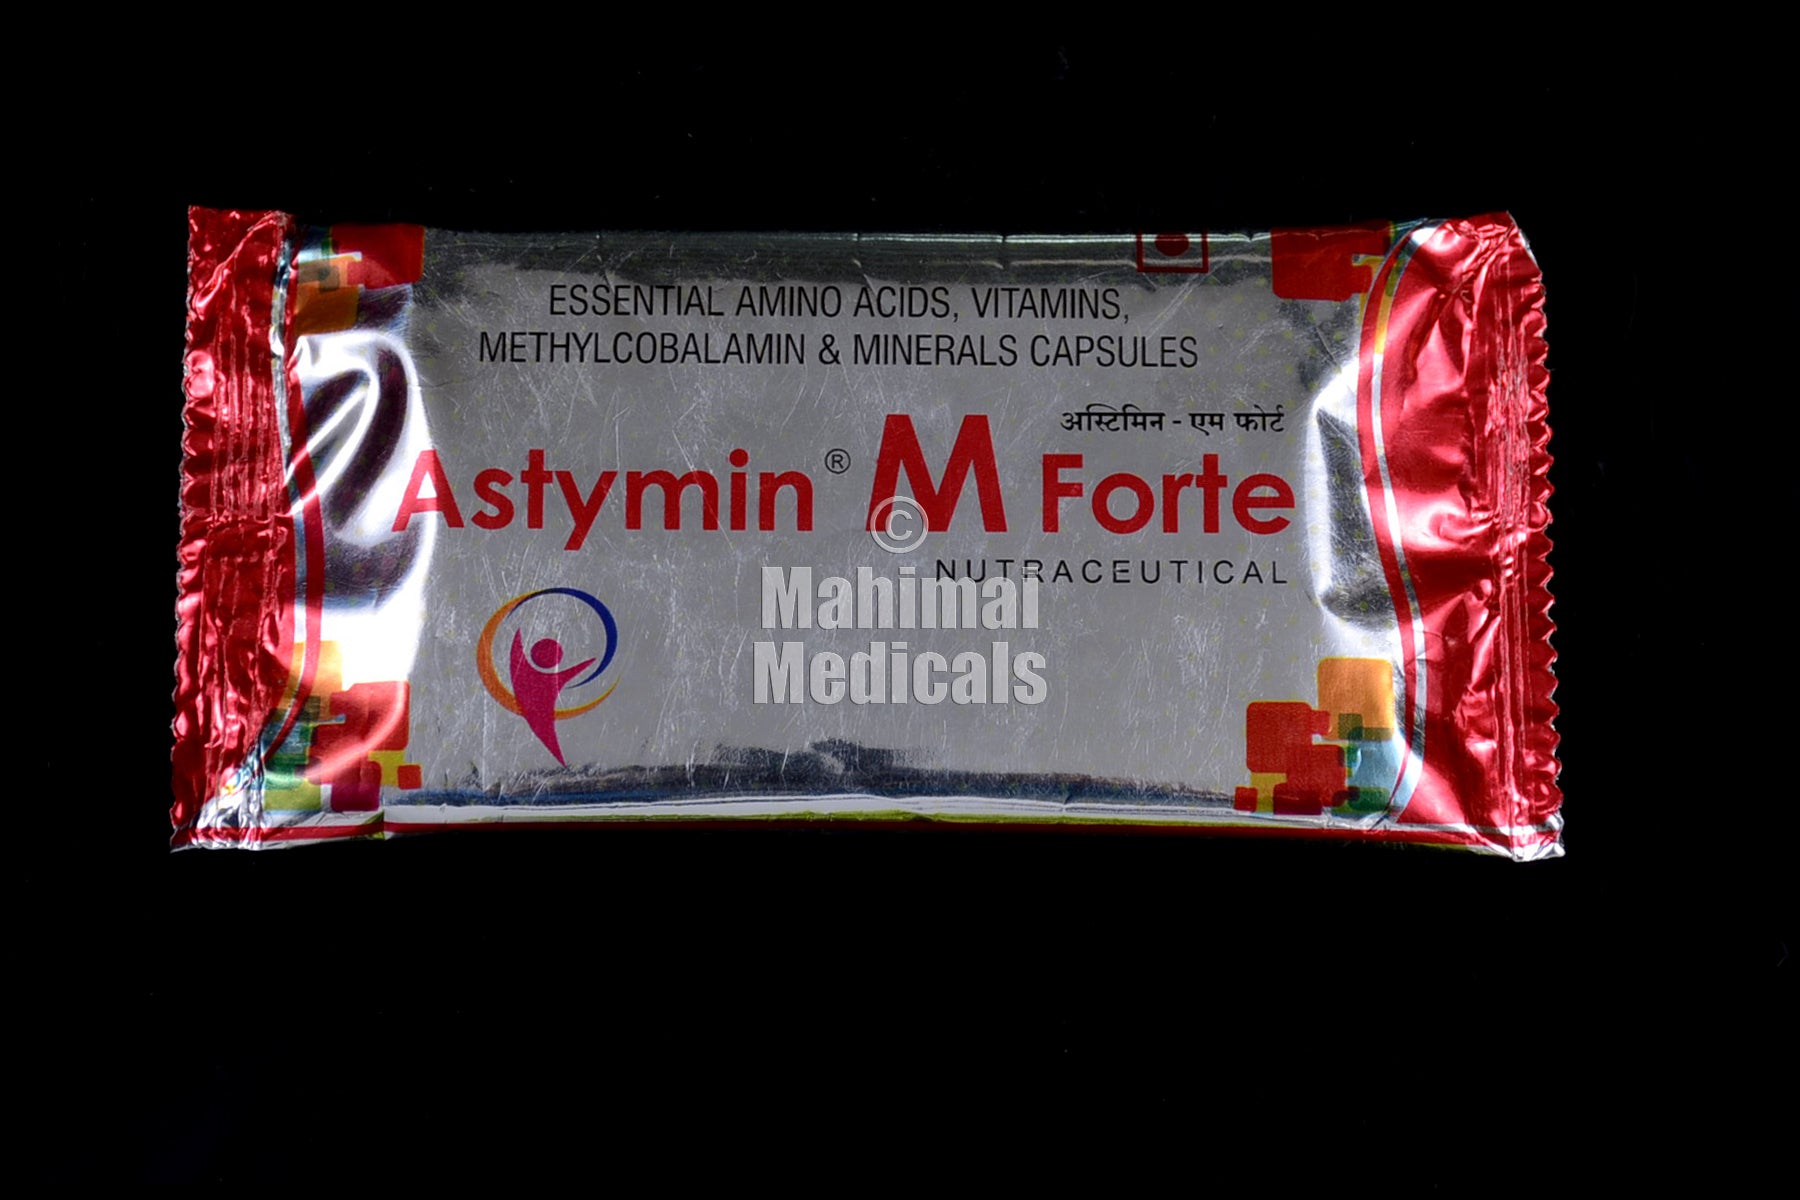 ESSENTIAL AMINO ACIDS, VITAMINS,
METHYLCOBALAMIN & MINERALS CAPSULES
अस्टिमिन - एम फोर्ट
Astymin® M Forte
NUTRACEUTICAL
©
Mahimai
Medicals